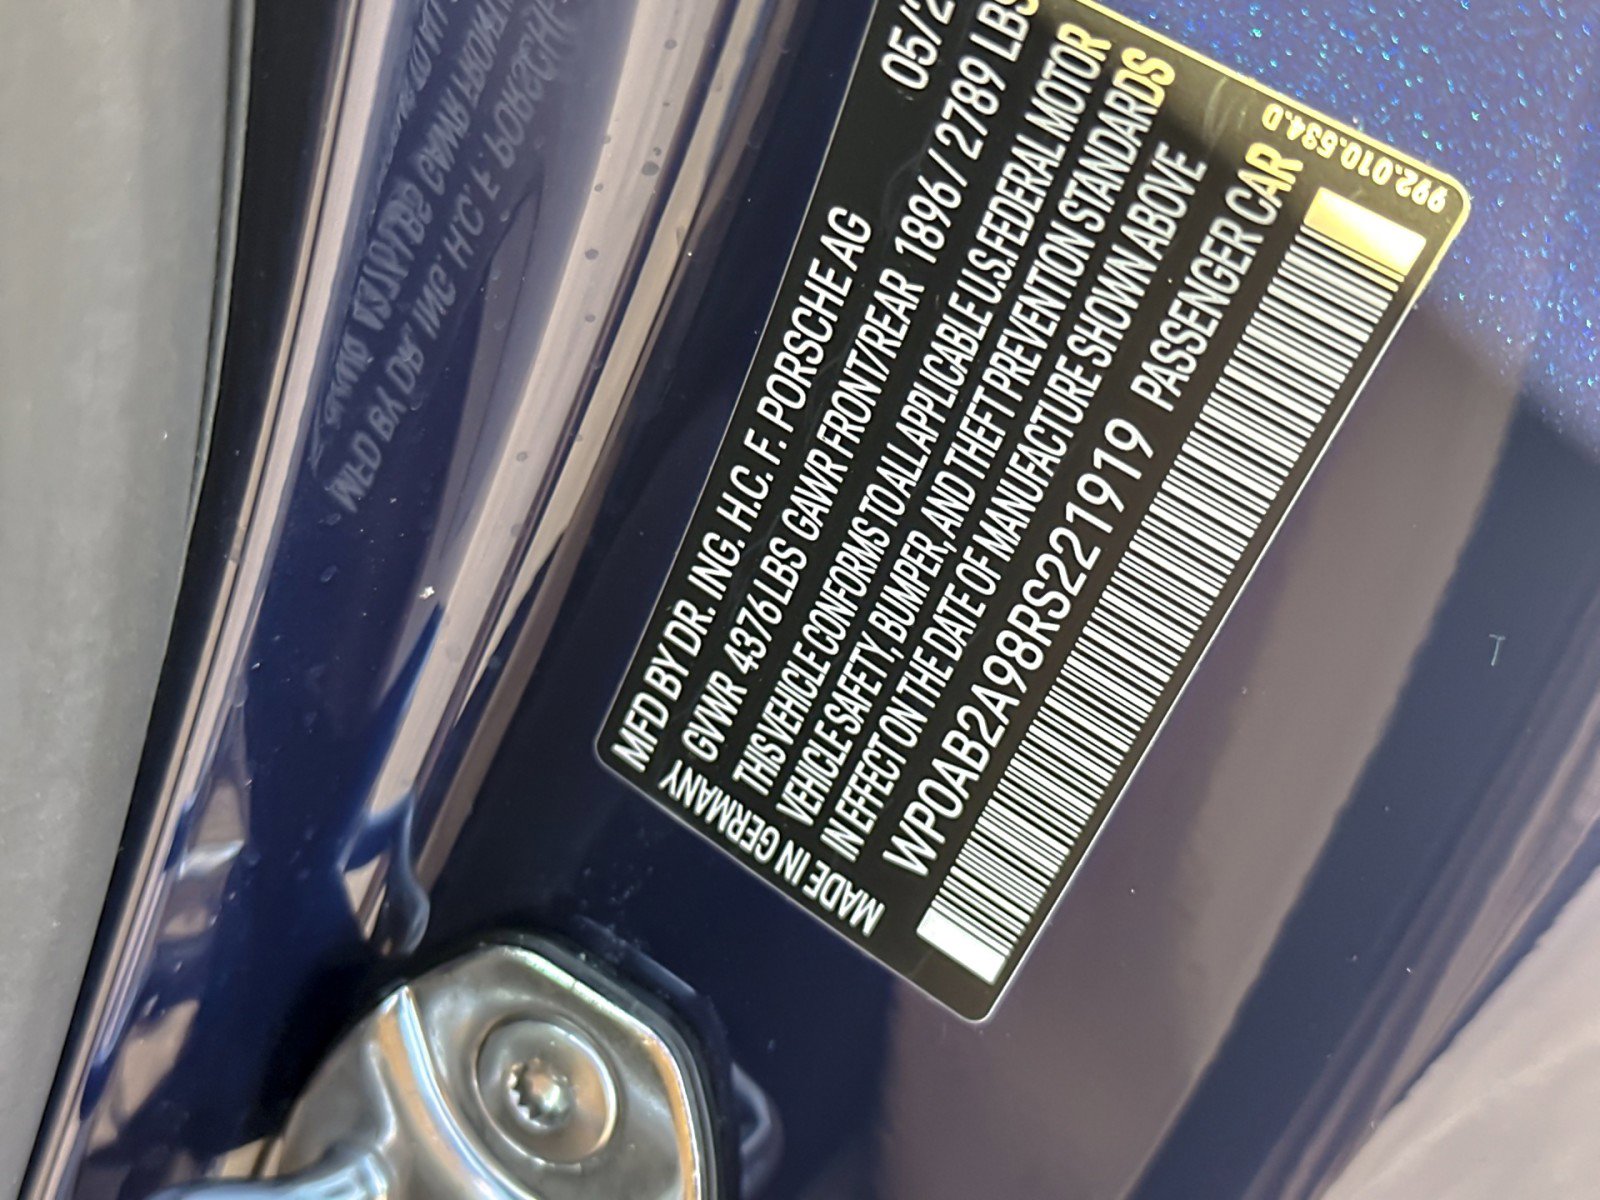 MFD BY DR. ING. H.C. F. PORSCHE AG 05/2
GVWR 4376 LBS GAWR FRONT/REAR 1896 / 2789 LBS
THIS VEHICLE CONFORMS TO ALL APPLICABLE U.S. FEDERAL MOTOR
VEHICLE SAFETY, BUMPER, AND THEFT PREVENTION STANDARDS
IN EFFECT ON THE DATE OF MANUFACTURE SHOWN ABOVE
WP0AB2A98RS221919 PASSENGER CAR
MADE IN GERMANY
992.010.534.D